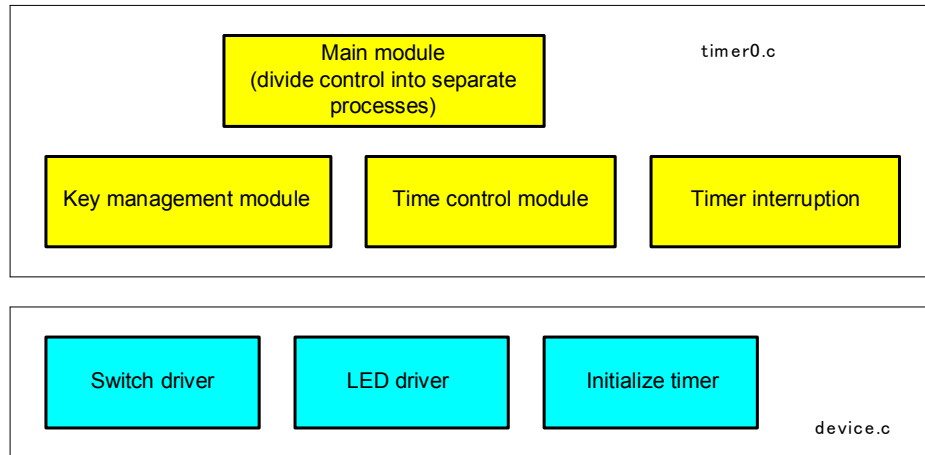 Main module
(divide control into separate
processes)
timer0.c
Key management module
Time control module
Timer interruption
Switch driver
LED driver
Initialize timer
device.c